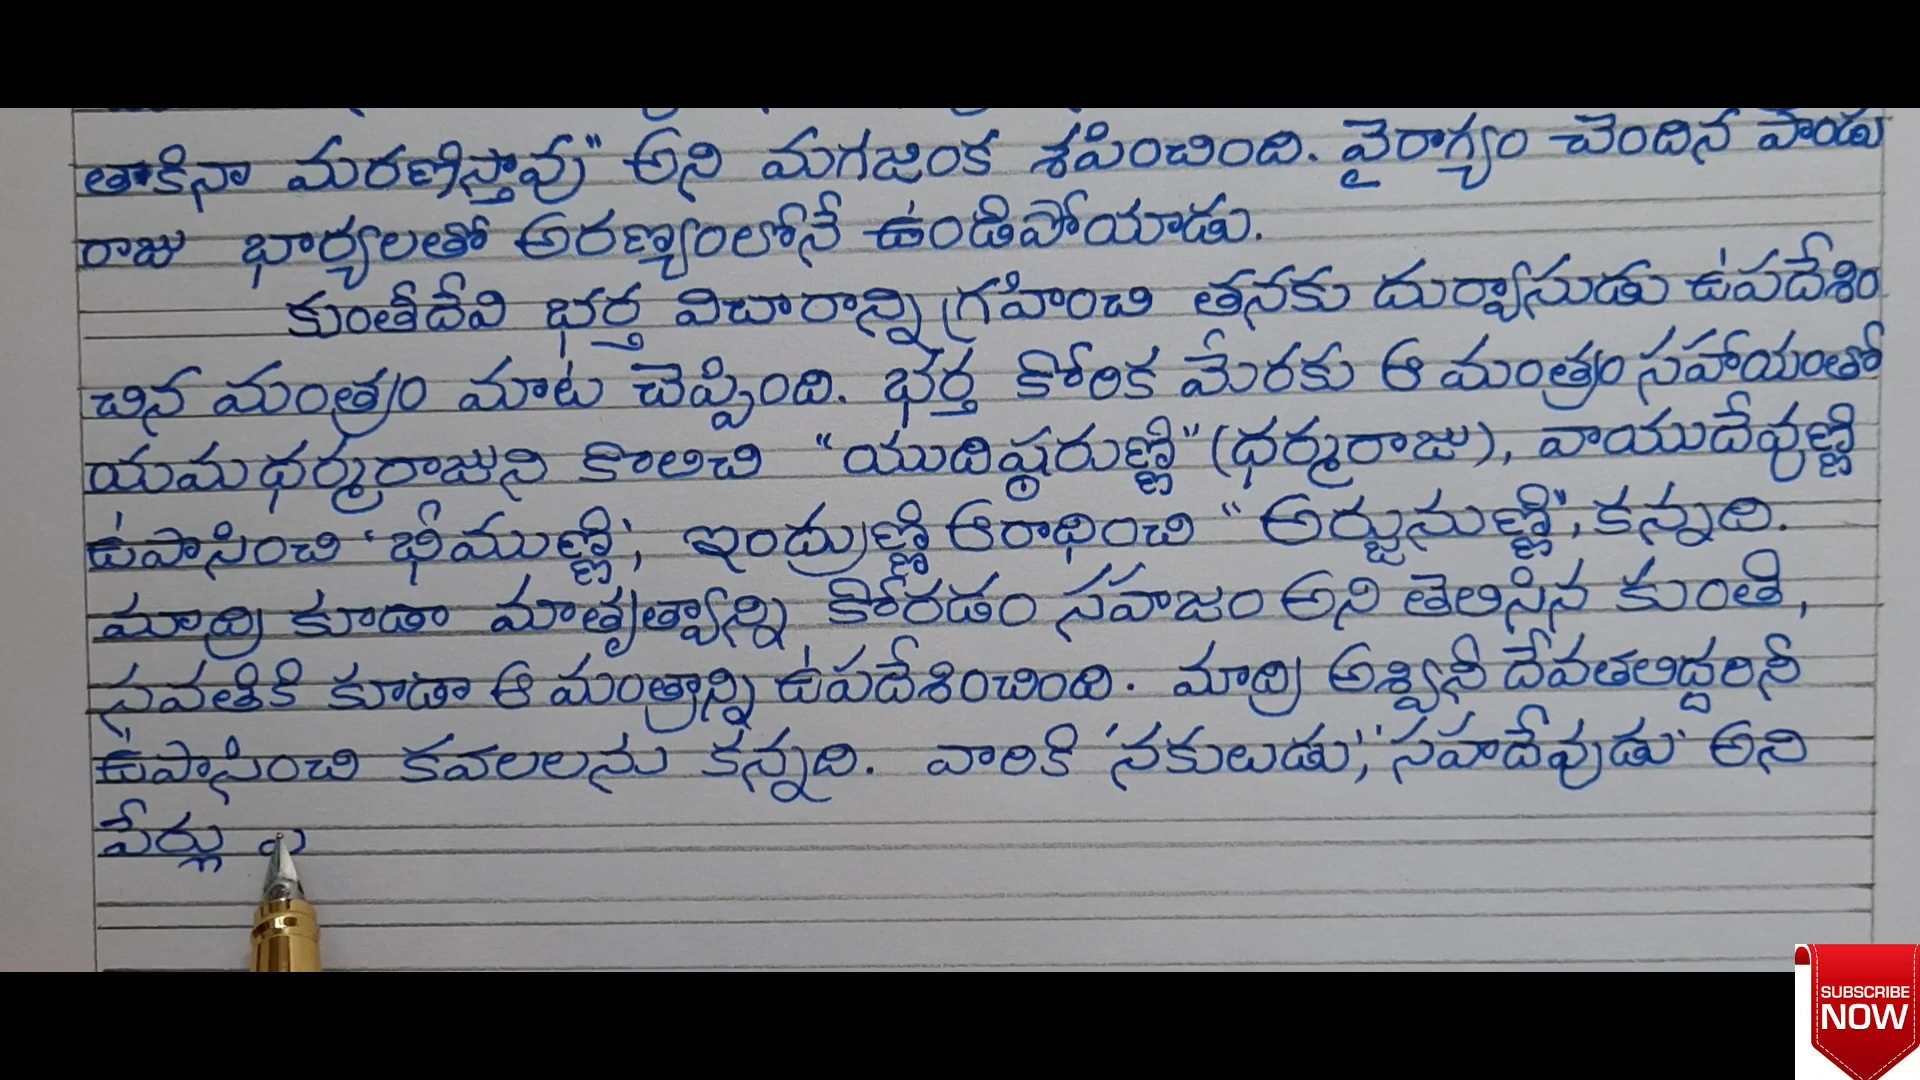 తాకినా మరణిస్తావు" అని మగజింక శపించింది. వైరాగ్యం చెందిన పాండు
రాజు భార్యలతో అరణ్యంలోనే ఉండిపోయాడు.
కుంతీదేవి భర్త విచారాన్ని గ్రహించి తనకు దుర్వాసుడు ఉపదేశిం
చిన మంత్రం మాట చెప్పింది. భర్త కోరిక మేరకు ఆ మంత్రం సహాయంతో
యమధర్మరాజుని కొలిచి "యుదిష్ఠరుణ్ణి" (ధర్మరాజు), వాయుదేవుణ్ణి
ఉపాసించి 'భీముణ్ణి', ఇంద్రుణ్ణి ఆరాధించి "అర్జునుణ్ణి", కన్నది.
మాద్రి కూడా మాతృత్వాన్ని కోరడం సహజం అని తెలిసిన కుంతి,
సవతికి కూడా ఆ మంత్రాన్ని ఉపదేశించింది. మాద్రి అశ్వినీ దేవతలిద్దరినీ
ఉపాసించి కవలలను కన్నది. వారికి 'నకులుడు', 'సహదేవుడు' అని
పేర్లు
SUBSCRIBE
NOW